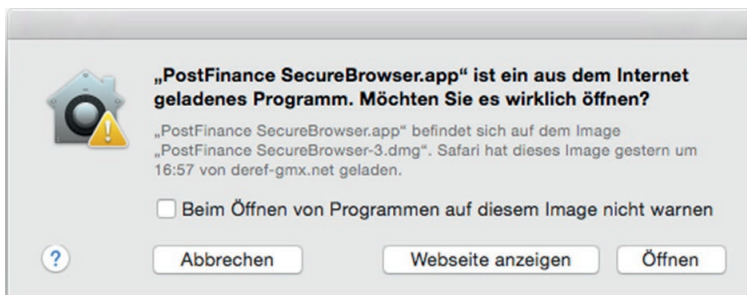 „PostFinance SecureBrowser.app“ ist ein aus dem Internet
geladenes Programm. Möchten Sie es wirklich öffnen?
„PostFinance SecureBrowser.app“ befindet sich auf dem Image
„PostFinance SecureBrowser-3.dmg“. Safari hat dieses Image gestern um
16:57 von deref-gmx.net geladen.
Beim Öffnen von Programmen auf diesem Image nicht warnen
? Abbrechen Webseite anzeigen Öffnen